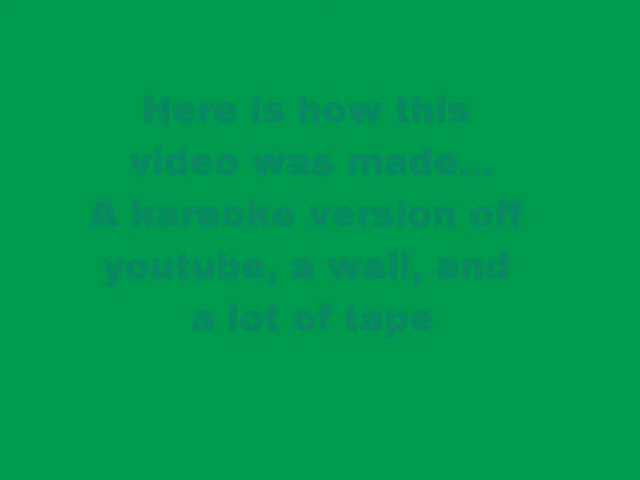 Here is how this
video was made...
A karaoke version off
youtube, a wall, and
a lot of tape